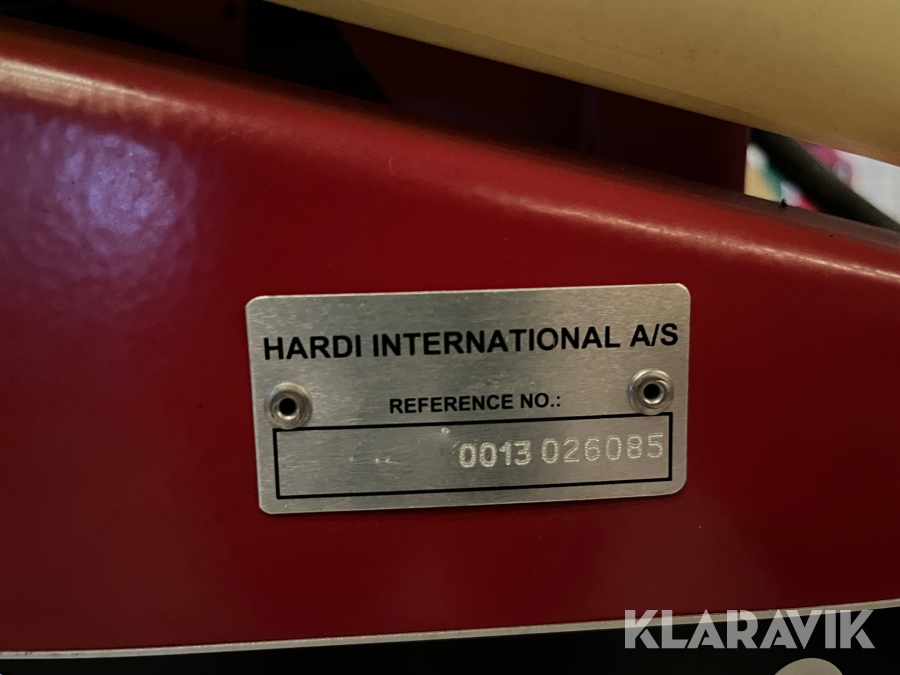 HARDI INTERNATIONAL A/S
REFERENCE NO.:
0013 026085
KLARAVIK